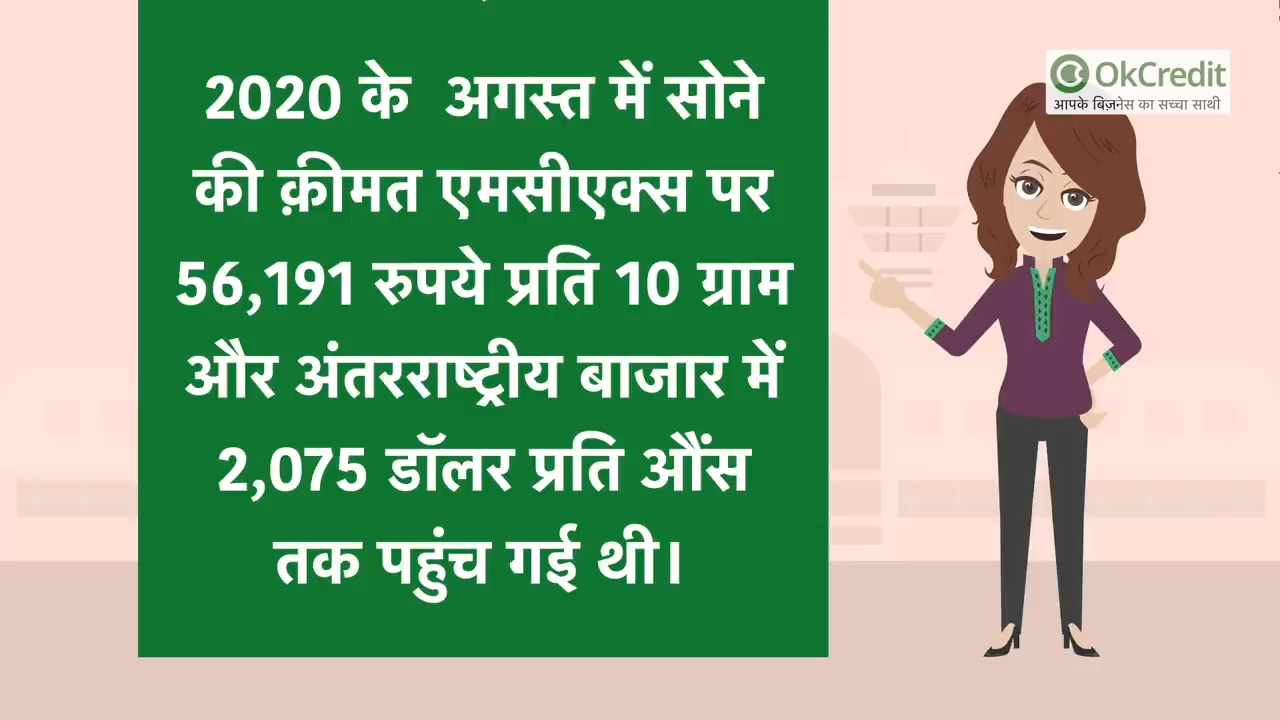 2020 के अगस्त में सोने
की क़ीमत एमसीएक्स पर
56,191 रुपये प्रति 10 ग्राम
और अंतरराष्ट्रीय बाजार में
2,075 डॉलर प्रति औंस
तक पहुंच गई थी।
OkCredit
आपके बिज़नेस का सच्चा साथी